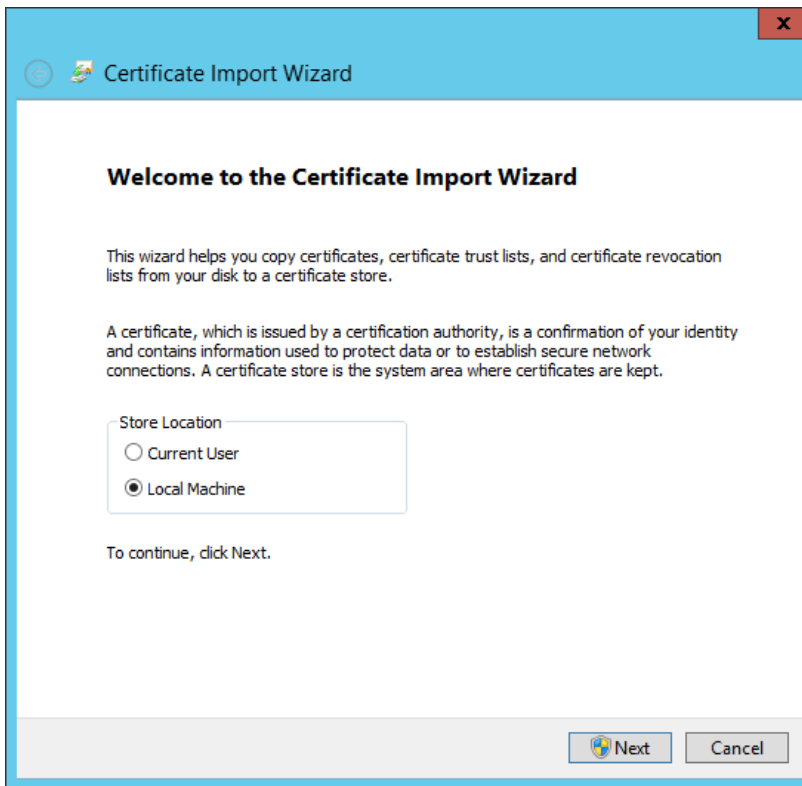 x
Certificate Import Wizard
Welcome to the Certificate Import Wizard
This wizard helps you copy certificates, certificate trust lists, and certificate revocation
lists from your disk to a certificate store.
A certificate, which is issued by a certification authority, is a confirmation of your identity
and contains information used to protect data or to establish secure network
connections. A certificate store is the system area where certificates are kept.
Store Location
Current User
Local Machine
To continue, click Next.
Next Cancel